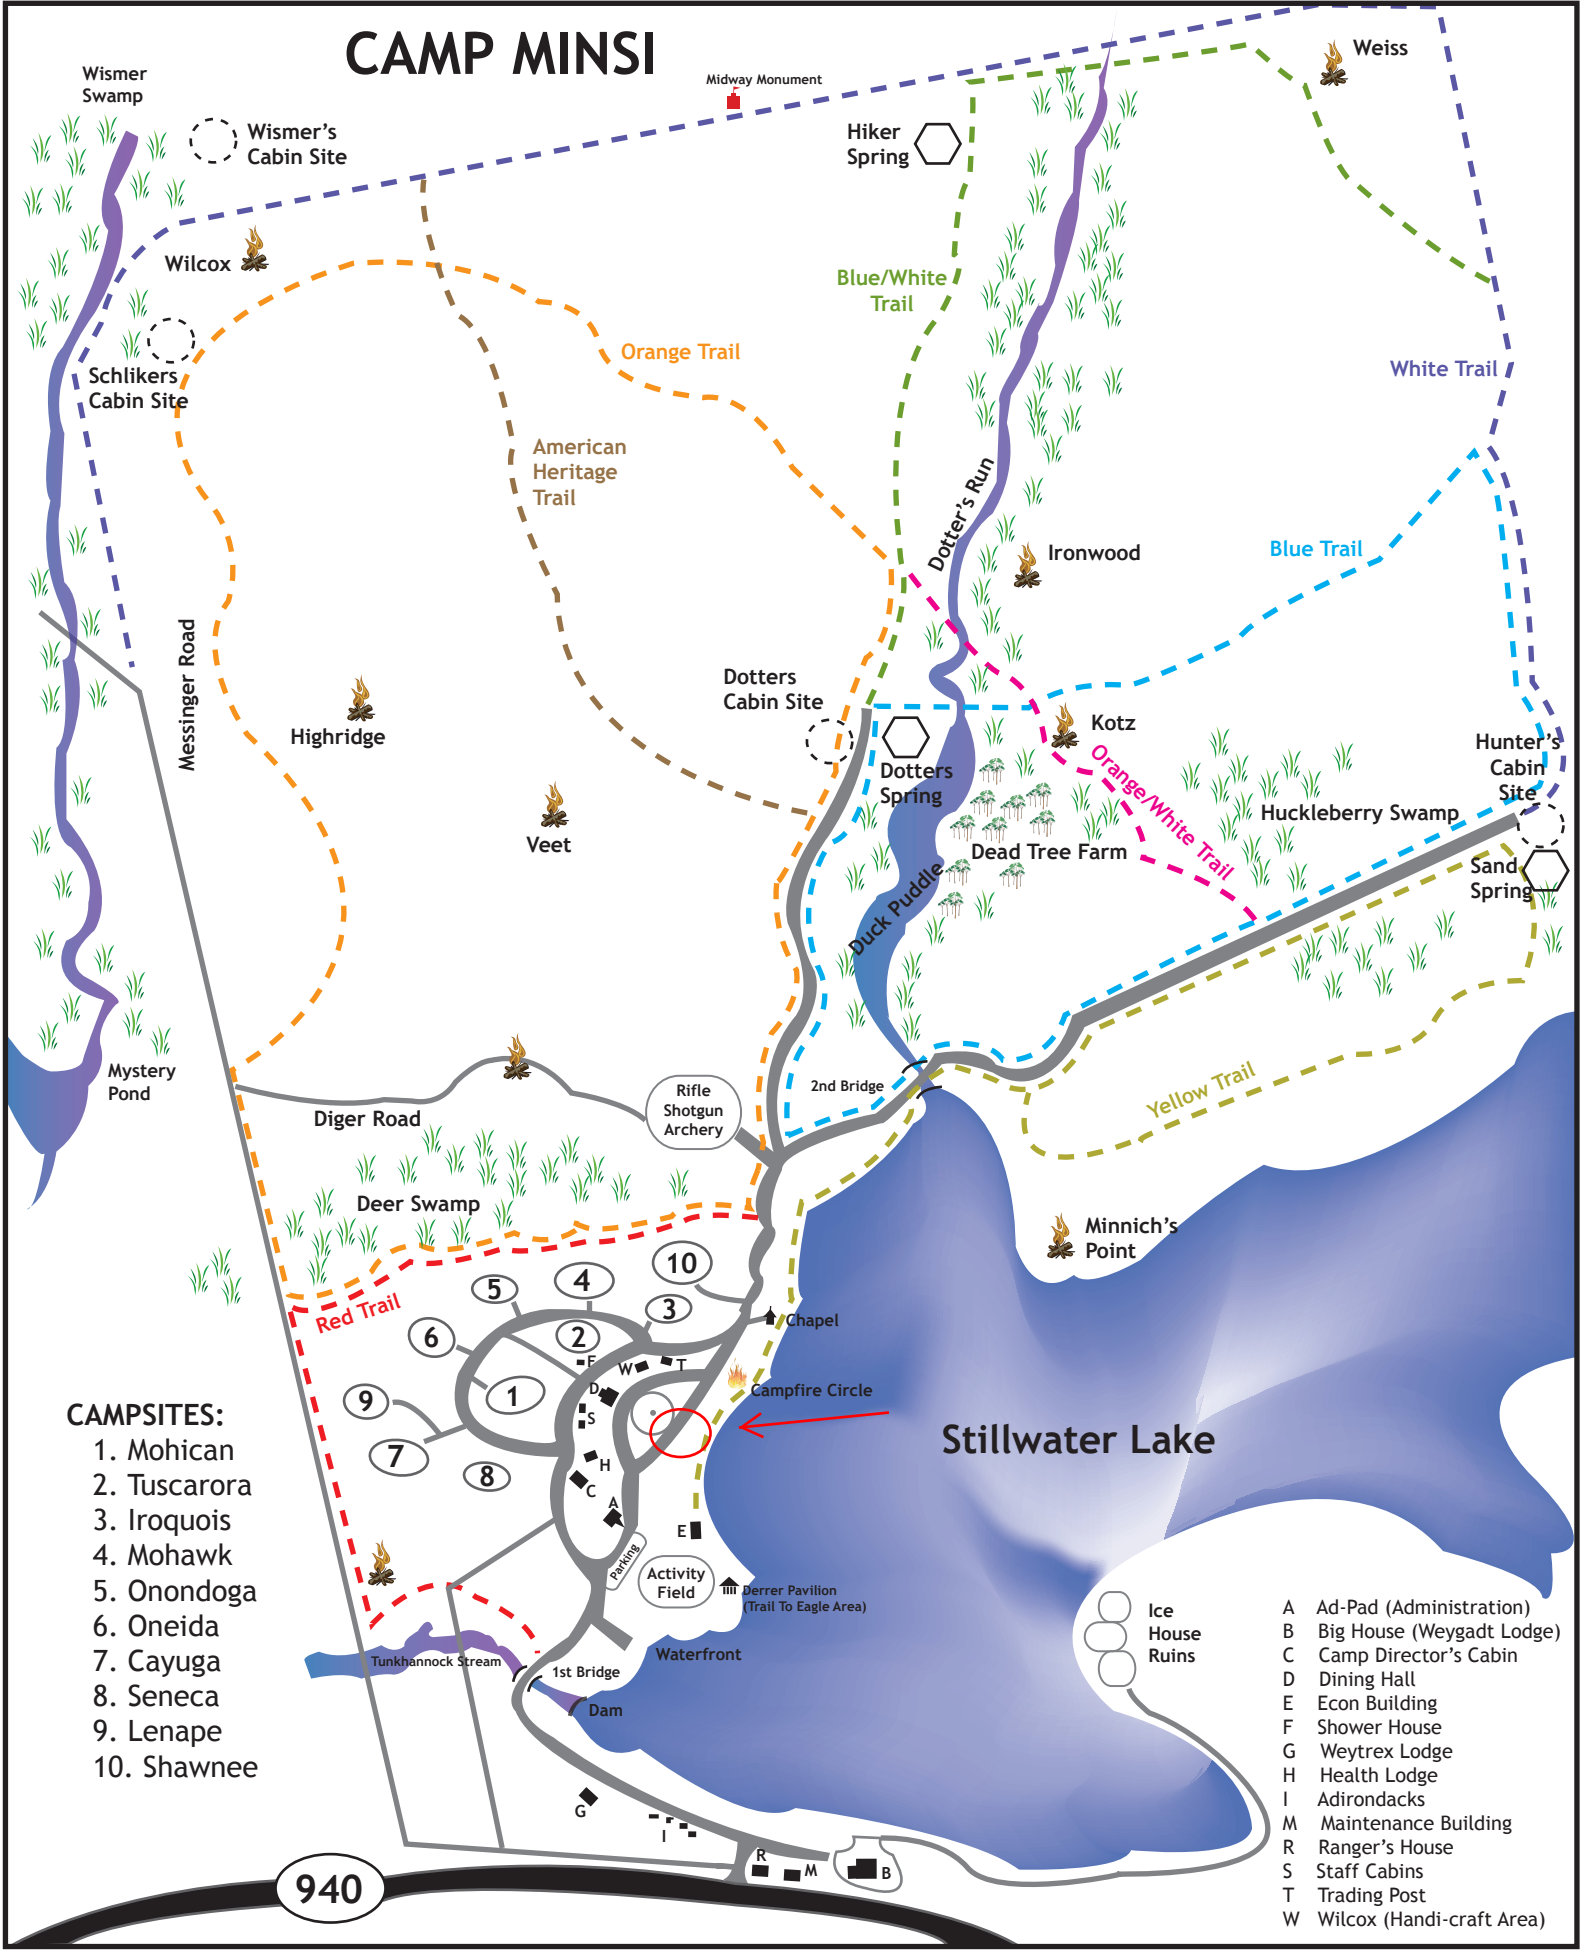 CAMP MINSI
Wismer
Swamp
Wismer's
Cabin Site
Midway Monument
Hiker
Spring
Weiss
Wilcox
Blue/White
Trail
Orange Trail
White Trail
Schlikers
Cabin Site
American
Heritage
Trail
Dotter's Run
Ironwood
Blue Trail
Messinger Road
Dotters
Cabin Site
Highridge
Kotz
Dotters
Spring
Orange/White Trail
Hunter's
Cabin
Site
Huckleberry Swamp
Veet
Dead Tree Farm
Sand
Spring
Duck Puddle
Mystery
Pond
Diger Road
Rifle
Shotgun
Archery
2nd Bridge
Yellow Trail
Deer Swamp
Minnich's
Point
Red Trail
10
5
4
3
6
2
Chapel
F
W
T
D
1
9
S
Campfire Circle
7
8
H
C
A
E
Stillwater Lake
CAMPSITES:
1. Mohican
2. Tuscarora
3. Iroquois
4. Mohawk
5. Onondoga
6. Oneida
7. Cayuga
8. Seneca
9. Lenape
10. Shawnee
Parking
Activity
Field
Derrer Pavilion
(Trail To Eagle Area)
Waterfront
Tunkhannock Stream
1st Bridge
Dam
Ice
House
Ruins
G
I
R
M
B
940
A Ad-Pad (Administration)
B Big House (Weygadt Lodge)
C Camp Director's Cabin
D Dining Hall
E Econ Building
F Shower House
G Weytrex Lodge
H Health Lodge
I Adirondacks
M Maintenance Building
R Ranger's House
S Staff Cabins
T Trading Post
W Wilcox (Handi-craft Area)